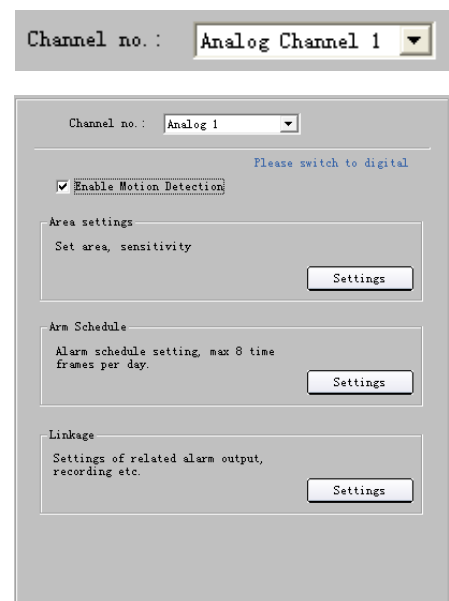 Channel no.: Analog Channel 1
Channel no.: Analog 1
Please switch to digital
Enable Motion Detection
Area settings
Set area, sensitivity
Settings
Arm Schedule
Alarm schedule setting, max 8 time
frames per day.
Settings
Linkage
Settings of related alarm output,
recording etc.
Settings